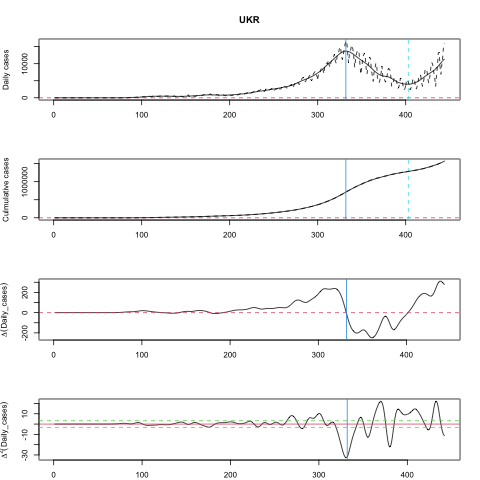 UKR
Daily cases
0 10000
0 100 200 300 400
Culmulative cases
0 1000000
0 100 200 300 400
Δ(Daily_cases)
-200 0 200
0 100 200 300 400
Δ²(Daily_cases)
-30 -10 10
0 100 200 300 400